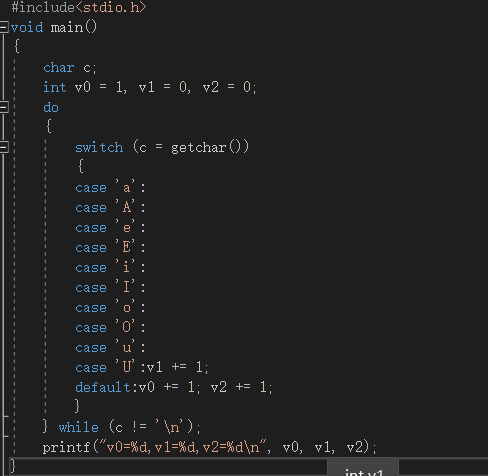 #include<stdio.h>
void main()
{
char c;
int v0 = 1, v1 = 0, v2 = 0;
do
{
switch (c = getchar())
{
case 'a':
case 'A':
case 'e':
case 'E':
case 'i':
case 'I':
case 'o':
case 'O':
case 'u':
case 'U':v1 += 1;
default:v0 += 1; v2 += 1;
}
} while (c != '\n');
printf("v0=%d,v1=%d,v2=%d\n", v0, v1, v2);
}
int v1